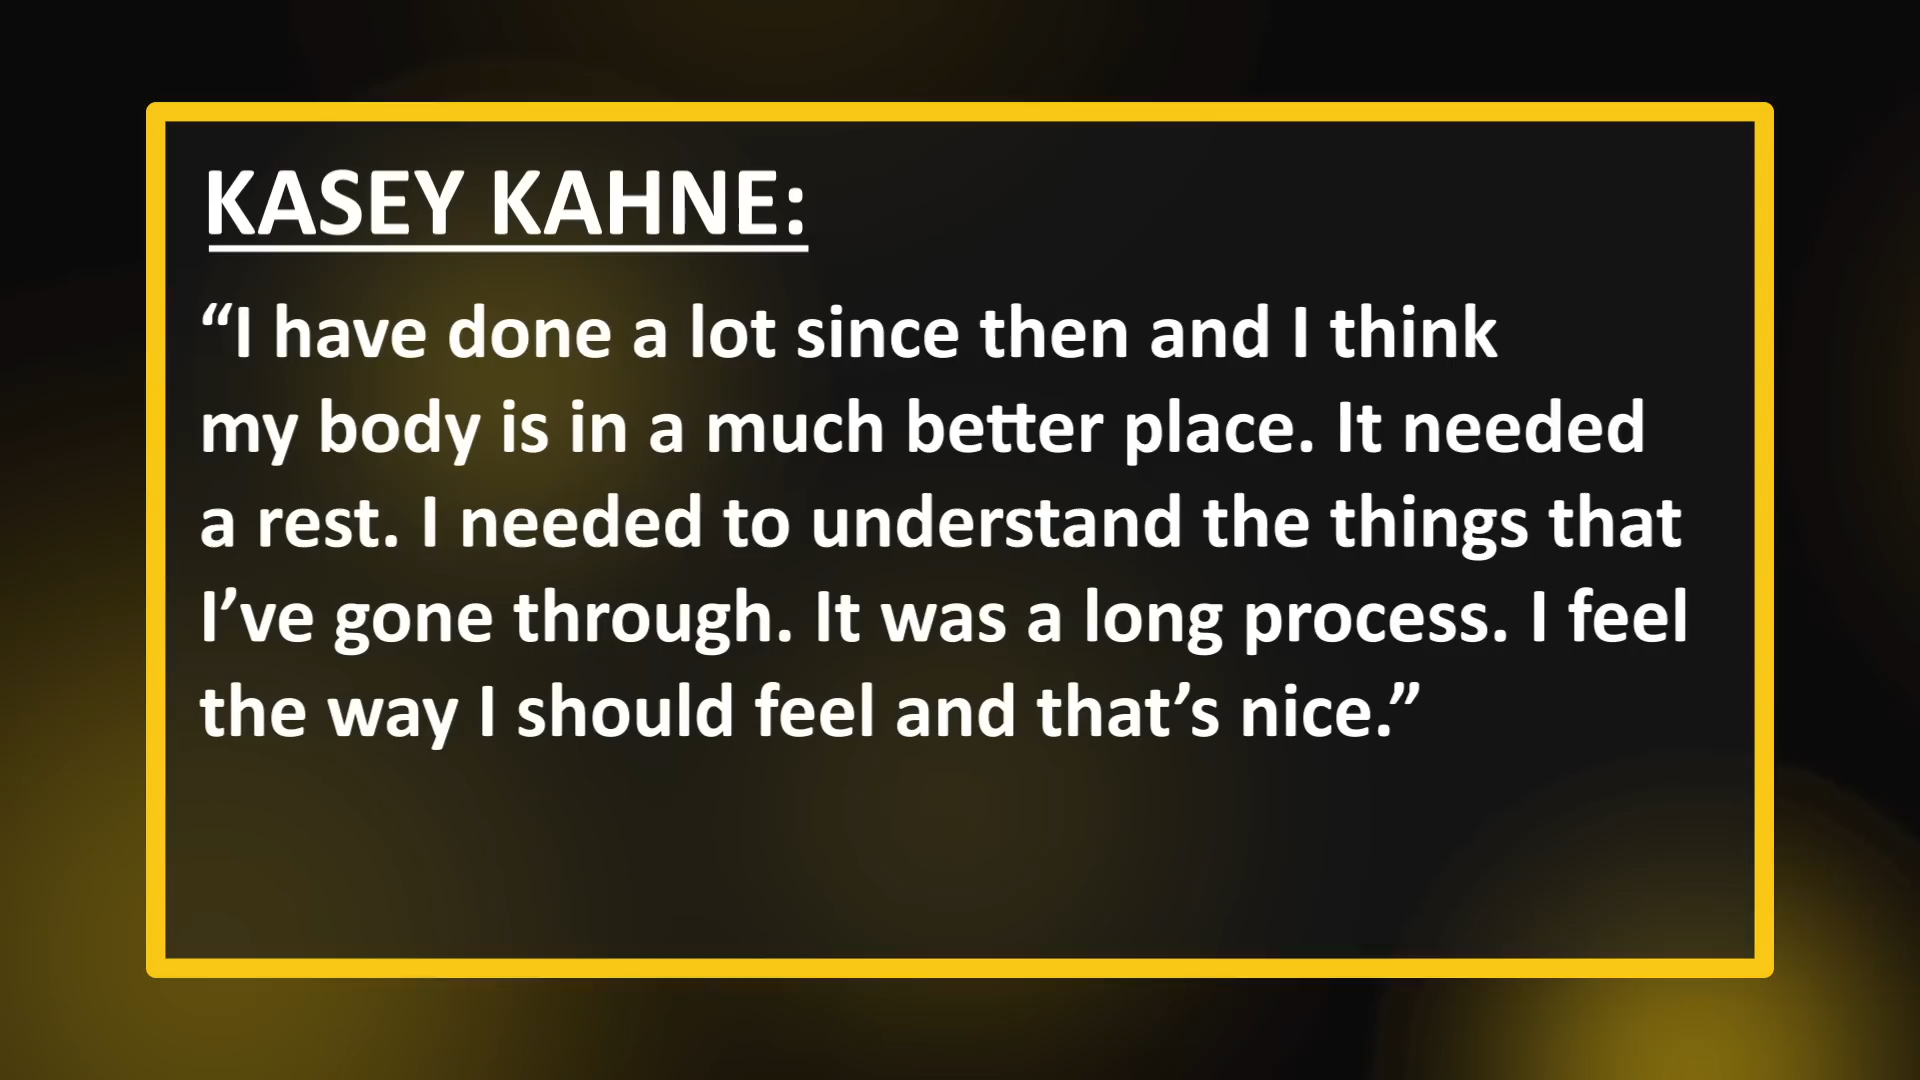 KASEY KAHNE:
“I have done a lot since then and I think
my body is in a much better place. It needed
a rest. I needed to understand the things that
I’ve gone through. It was a long process. I feel
the way I should feel and that’s nice.”